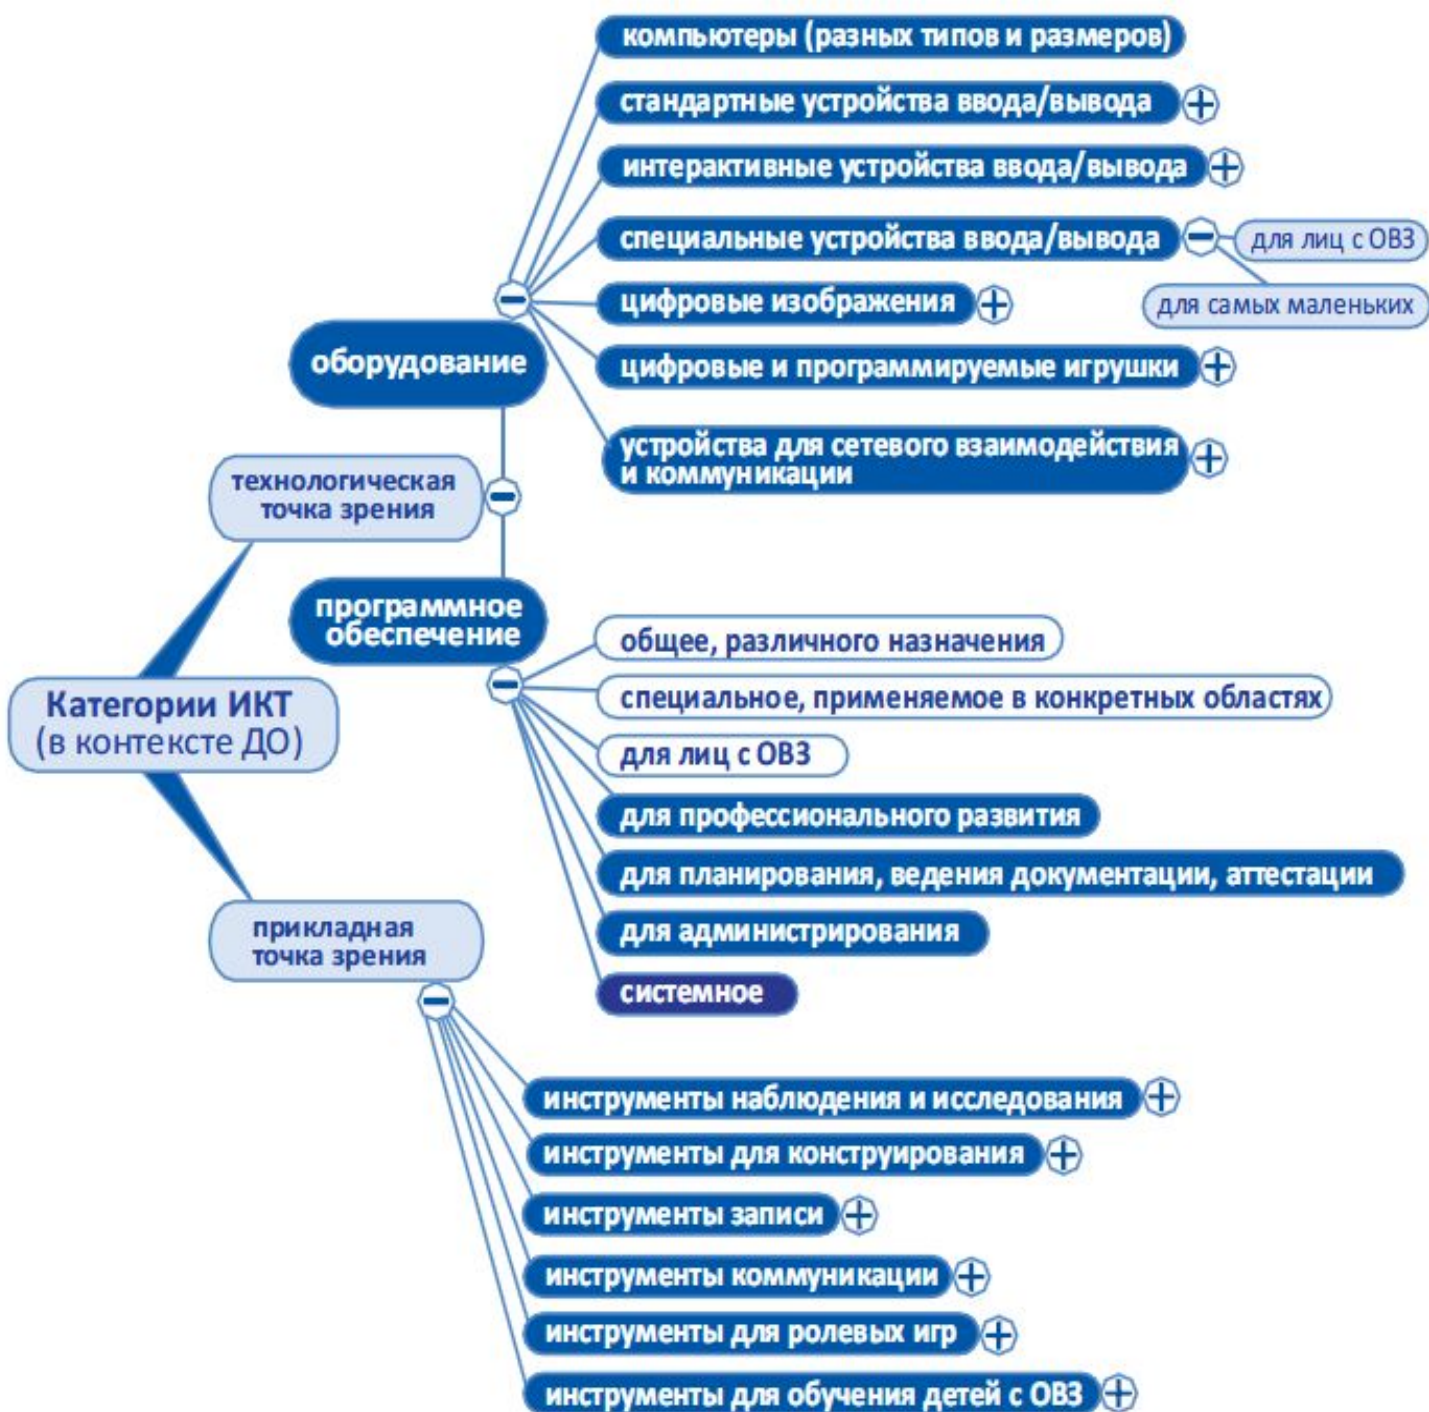 компьютеры (разных типов и размеров)
стандартные устройства ввода/вывода
интерактивные устройства ввода/вывода
специальные устройства ввода/вывода
для лиц с ОВЗ
для самых маленьких
цифровые изображения
цифровые и программируемые игрушки
устройства для сетевого взаимодействия
и коммуникации
оборудование
технологическая
точка зрения
программное
обеспечение
общее, различного назначения
специальное, применяемое в конкретных областях
для лиц с ОВЗ
для профессионального развития
для планирования, ведения документации, аттестации
для администрирования
системное
Категории ИКТ
(в контексте ДО)
прикладная
точка зрения
инструменты наблюдения и исследования
инструменты для конструирования
инструменты записи
инструменты коммуникации
инструменты для ролевых игр
инструменты для обучения детей с ОВЗ